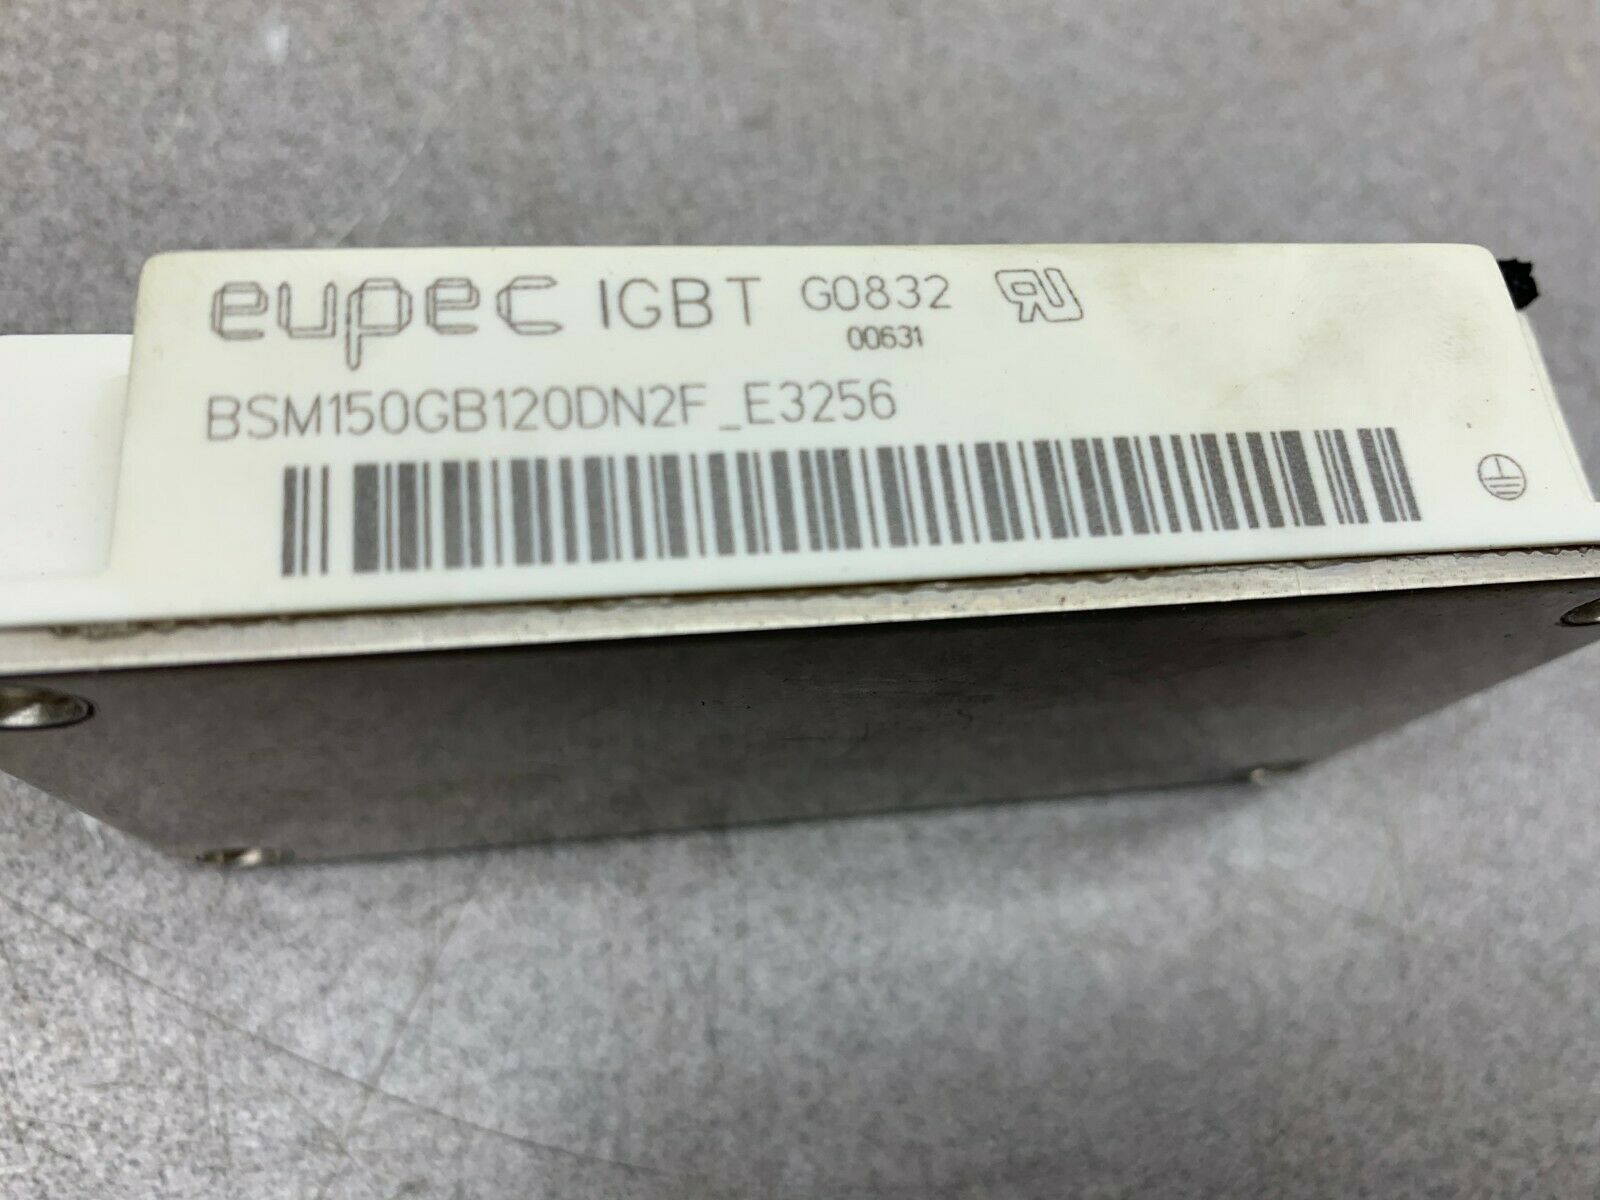 eupec IGBT G0832
00631
BSM150GB120DN2F_E3256